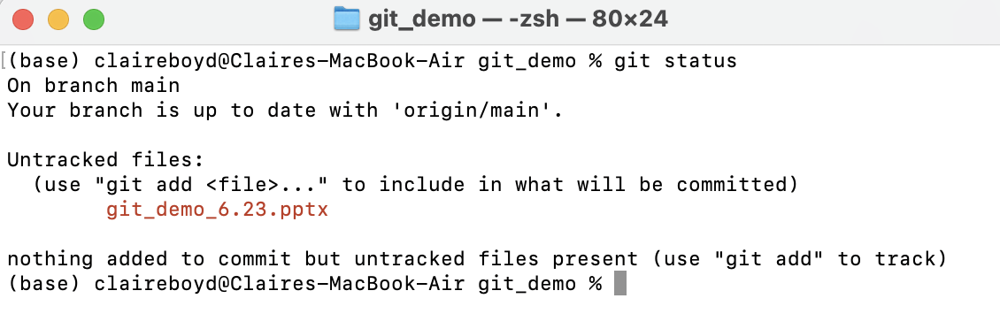 git_demo — -zsh — 80×24
(base) claireboyd@Claires-MacBook-Air git_demo % git status
On branch main
Your branch is up to date with 'origin/main'.
Untracked files:
  (use "git add <file>..." to include in what will be committed)
        git_demo_6.23.pptx
nothing added to commit but untracked files present (use "git add" to track)
(base) claireboyd@Claires-MacBook-Air git_demo %